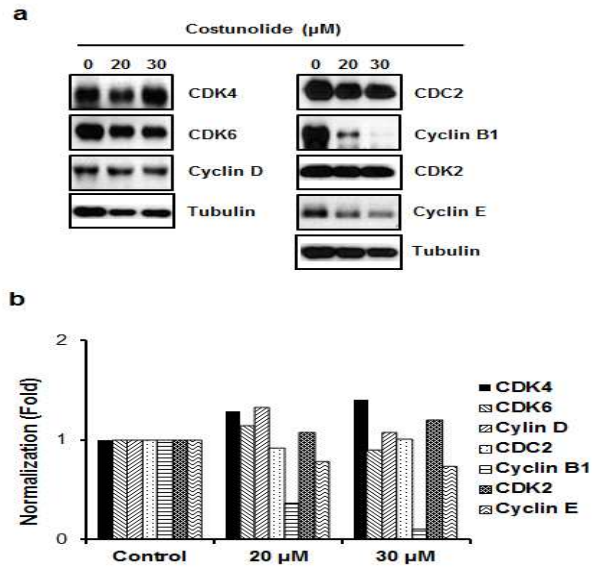 a
Costunolide (μM)
0 20 30
CDK4
CDK6
Cyclin D
Tubulin
0 20 30
CDC2
Cyclin B1
CDK2
Cyclin E
Tubulin
b
Normalization (Fold)
2
1
0
Control
20 μM
30 μM
CDK4
CDK6
Cylin D
CDC2
Cyclin B1
CDK2
Cyclin E